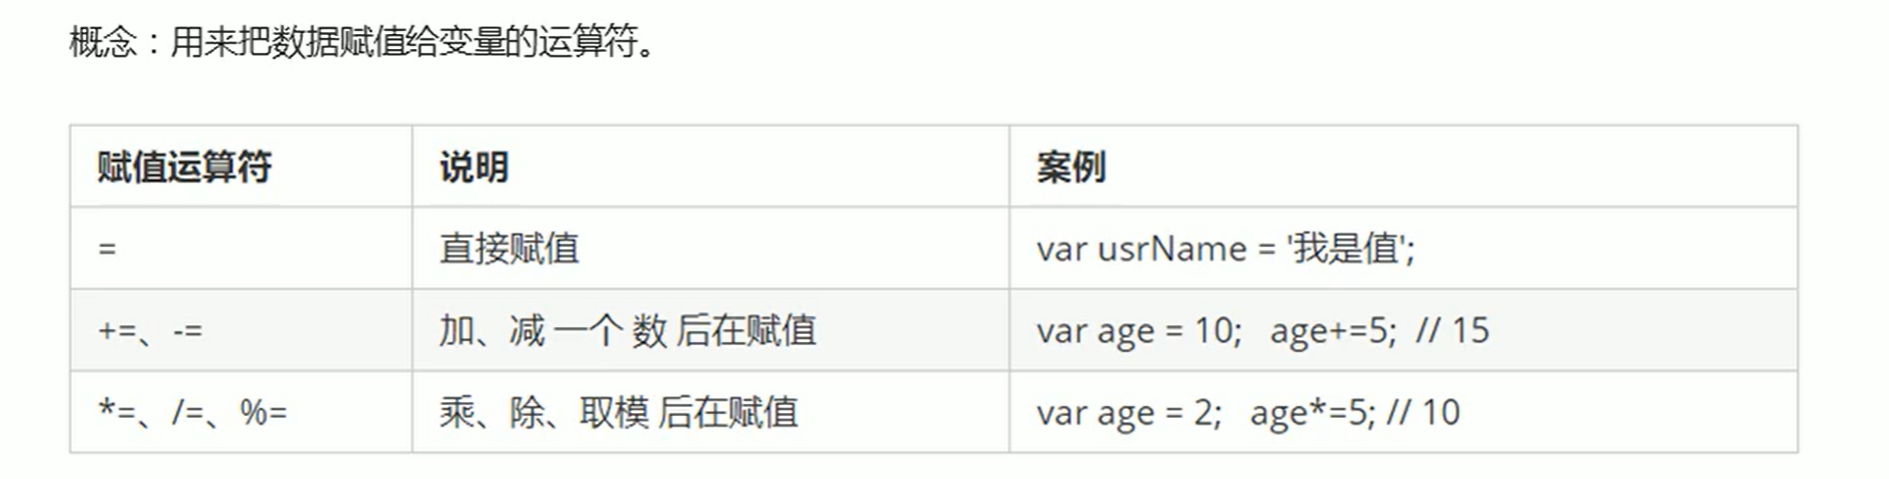 概念：用来把数据赋值给变量的运算符。
赋值运算符 说明 案例
= 直接赋值 var usrName = '我是值';
+=、-= 加、减 一个 数 后在赋值 var age = 10; age+=5; // 15
*=、/=、%= 乘、除、取模 后在赋值 var age = 2; age*=5; // 10